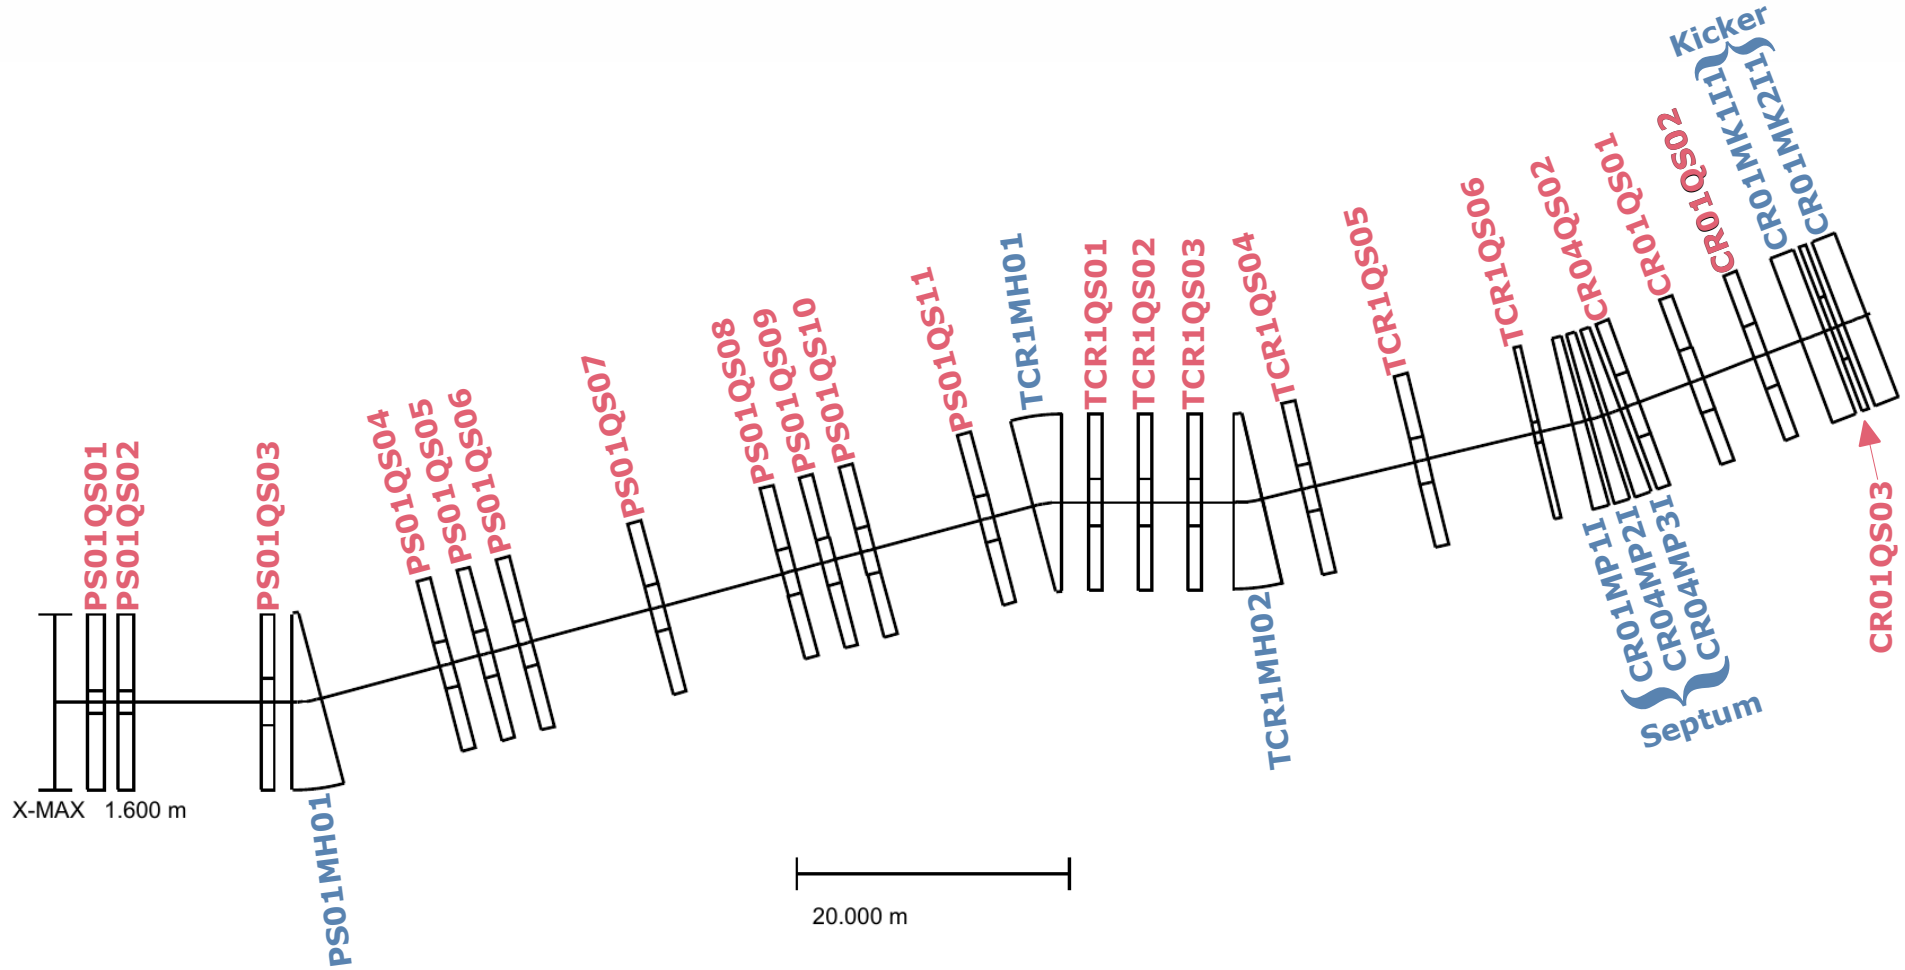 PS01QS01
PS01QS02
PS01QS03
PS01MH01
PS01QS04
PS01QS05
PS01QS06
PS01QS07
PS01QS08
PS01QS09
PS01QS10
PS01QS11
TCR1MH01
TCR1QS01
TCR1QS02
TCR1QS03
TCR1MH02
TCR1QS04
TCR1QS05
TCR1QS06
CR01MP1I
CR04MP2I
CR04MP3I
Septum
CR04QS02
CR01QS01
CR01QS02
Kicker
CR01MK1I1
CR01MK2I1
CR01QS03
X-MAX 1.600 m
20.000 m